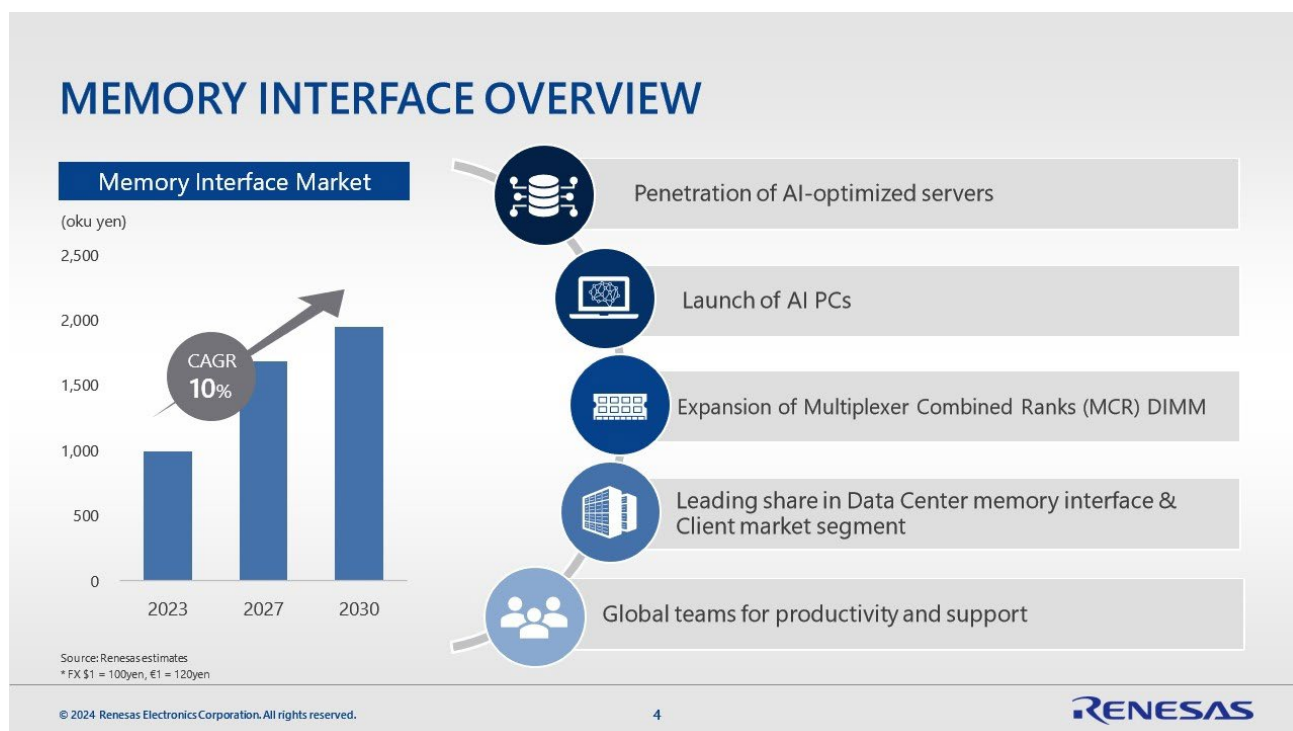 MEMORY INTERFACE OVERVIEW
Memory Interface Market
(oku yen)
2,500
2,000
1,500
1,000
500
0
CAGR
10%
2023 2027 2030
Source: Renesas estimates
* FX $1 = 100yen, €1 = 120yen
Penetration of AI-optimized servers
Launch of AI PCs
Expansion of Multiplexer Combined Ranks (MCR) DIMM
Leading share in Data Center memory interface &
Client market segment
Global teams for productivity and support
© 2024 Renesas Electronics Corporation. All rights reserved.
4
RENESAS